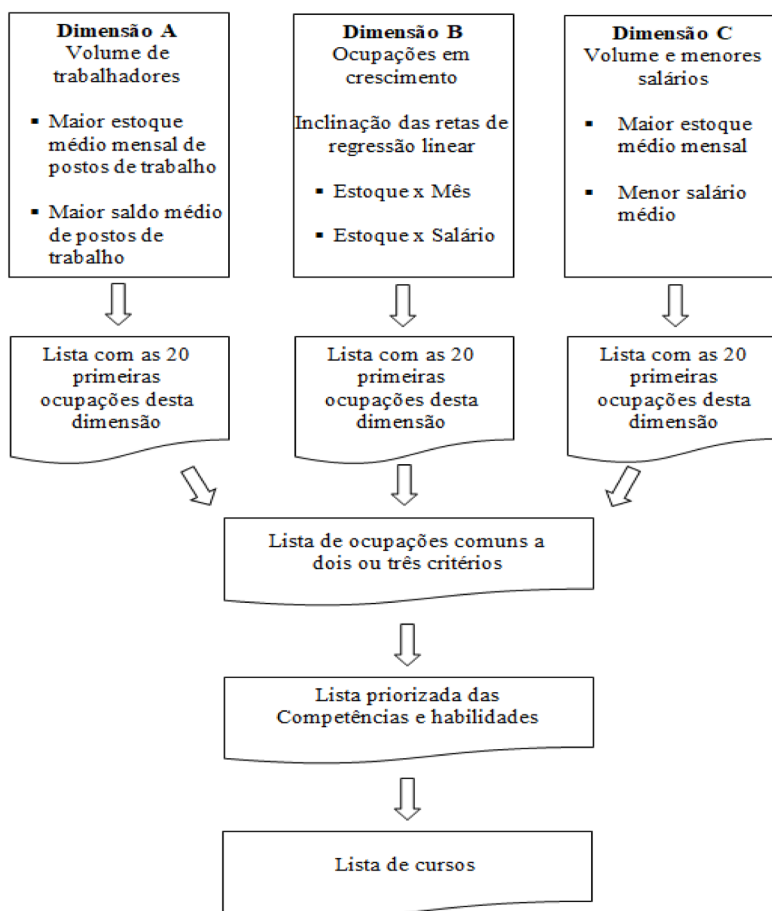 Dimensão A
Volume de
trabalhadores
▪ Maior estoque
médio mensal de
postos de trabalho
▪ Maior saldo médio
de postos de
trabalho
Dimensão B
Ocupações em
crescimento
Inclinação das retas de
regressão linear
▪ Estoque x Mês
▪ Estoque x Salário
Dimensão C
Volume e menores
salários
▪ Maior estoque
médio mensal
▪ Menor salário
médio
Lista com as 20
primeiras
ocupações desta
dimensão
Lista com as 20
primeiras
ocupações desta
dimensão
Lista com as 20
primeiras
ocupações desta
dimensão
Lista de ocupações comuns a
dois ou três critérios
Lista priorizada das
Competências e habilidades
Lista de cursos